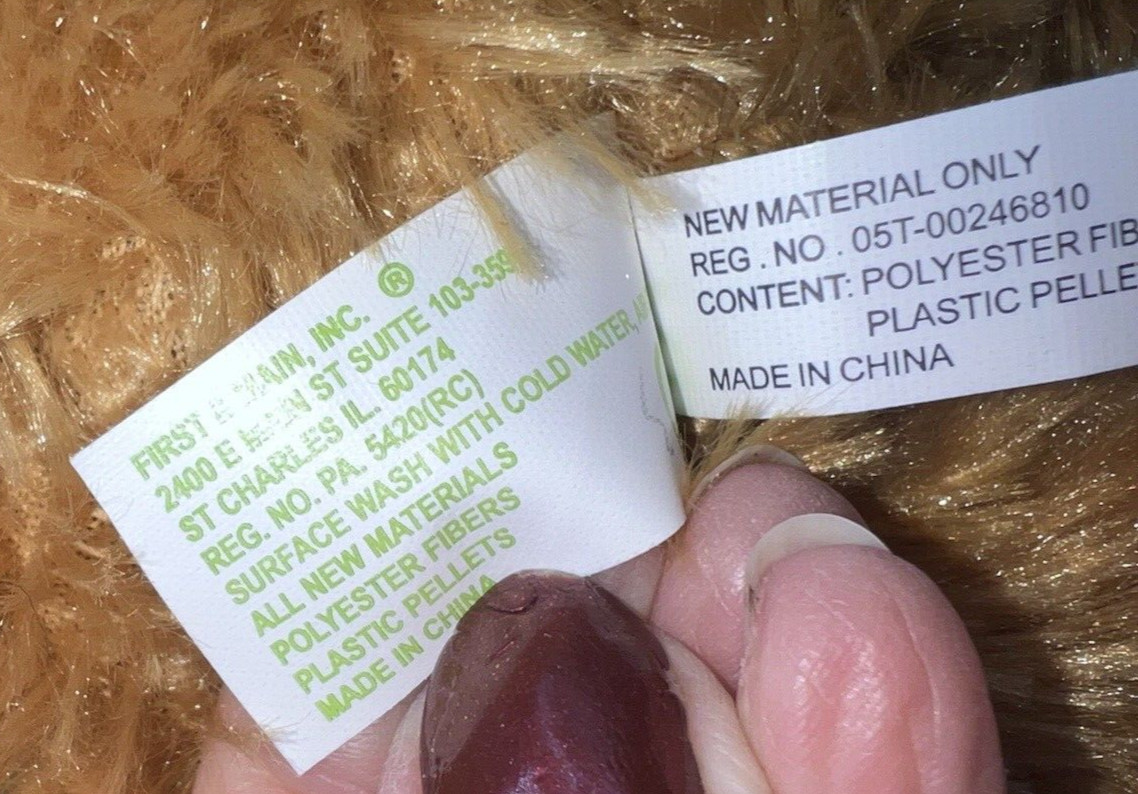 ®
FIRST & MAIN, INC.
2400 E MAIN ST SUITE 103-359
ST CHARLES IL. 60174
REG. NO. PA. 5420(RC)
SURFACE WASH WITH COLD WATER,
ALL NEW MATERIALS
POLYESTER FIBERS
PLASTIC PELLETS
MADE IN CHINA
NEW MATERIAL ONLY
REG . NO . 05T-00246810
CONTENT: POLYESTER FIB
PLASTIC PELLE
MADE IN CHINA